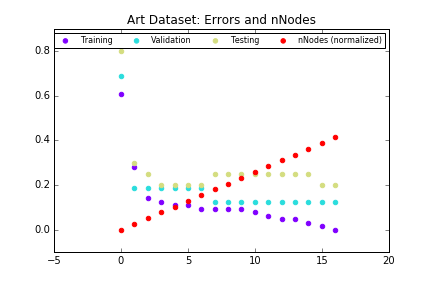 Art Dataset: Errors and nNodes
Training Validation Testing nNodes (normalized)
0.8
0.6
0.4
0.2
0.0
−5 0 5 10 15 20